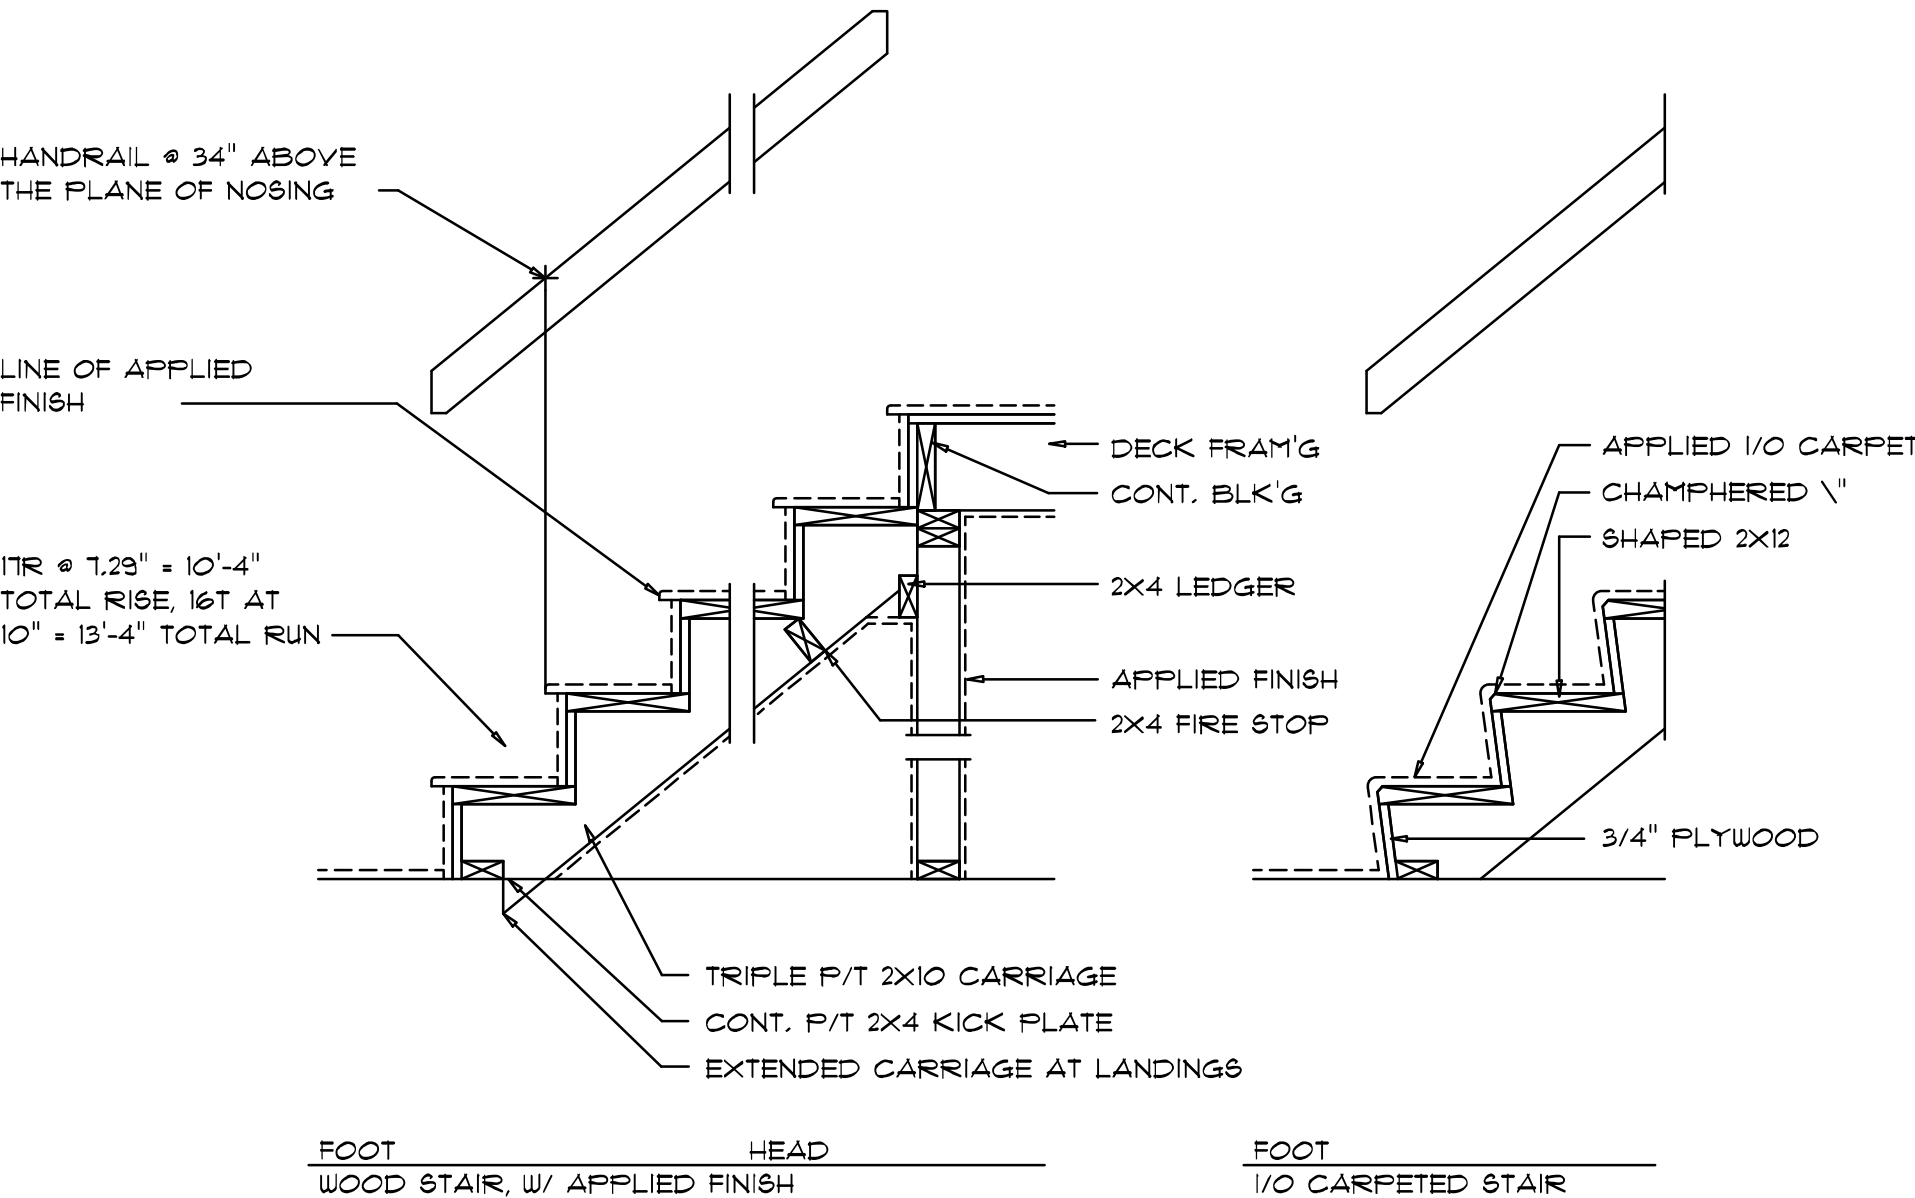 HANDRAIL @ 34" ABOVE
THE PLANE OF NOSING
LINE OF APPLIED
FINISH
17R @ 7.29" = 10'-4"
TOTAL RISE, 16T AT
10" = 13'-4" TOTAL RUN
DECK FRAM'G
CONT. BLK'G
2X4 LEDGER
APPLIED FINISH
2X4 FIRE STOP
TRIPLE P/T 2X10 CARRIAGE
CONT. P/T 2X4 KICK PLATE
EXTENDED CARRIAGE AT LANDINGS
APPLIED I/O CARPET
CHAMPHERED \"
SHAPED 2X12
3/4" PLYWOOD
FOOT HEAD
WOOD STAIR, W/ APPLIED FINISH
FOOT
I/O CARPETED STAIR